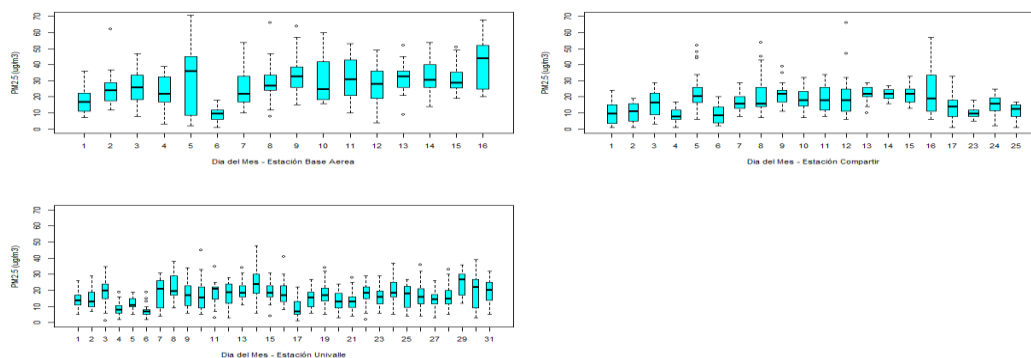 PM2.5 (ug/m3)
70
60
50
40
30
20
10
0
1 2 3 4 5 6 7 8 9 10 11 12 13 14 15 16
Dia del Mes - Estación Base Aerea
PM2.5 (ug/m3)
70
60
50
40
30
20
10
0
1 2 3 4 5 6 7 8 9 10 11 12 13 14 15 16 17 23 24 25
Dia del Mes - Estación Compartir
PM2.5 (ug/m3)
70
60
50
40
30
20
10
0
1 2 3 4 5 6 7 8 9 11 13 15 17 19 21 23 25 27 29 31
Dia del Mes - Estación Univalle